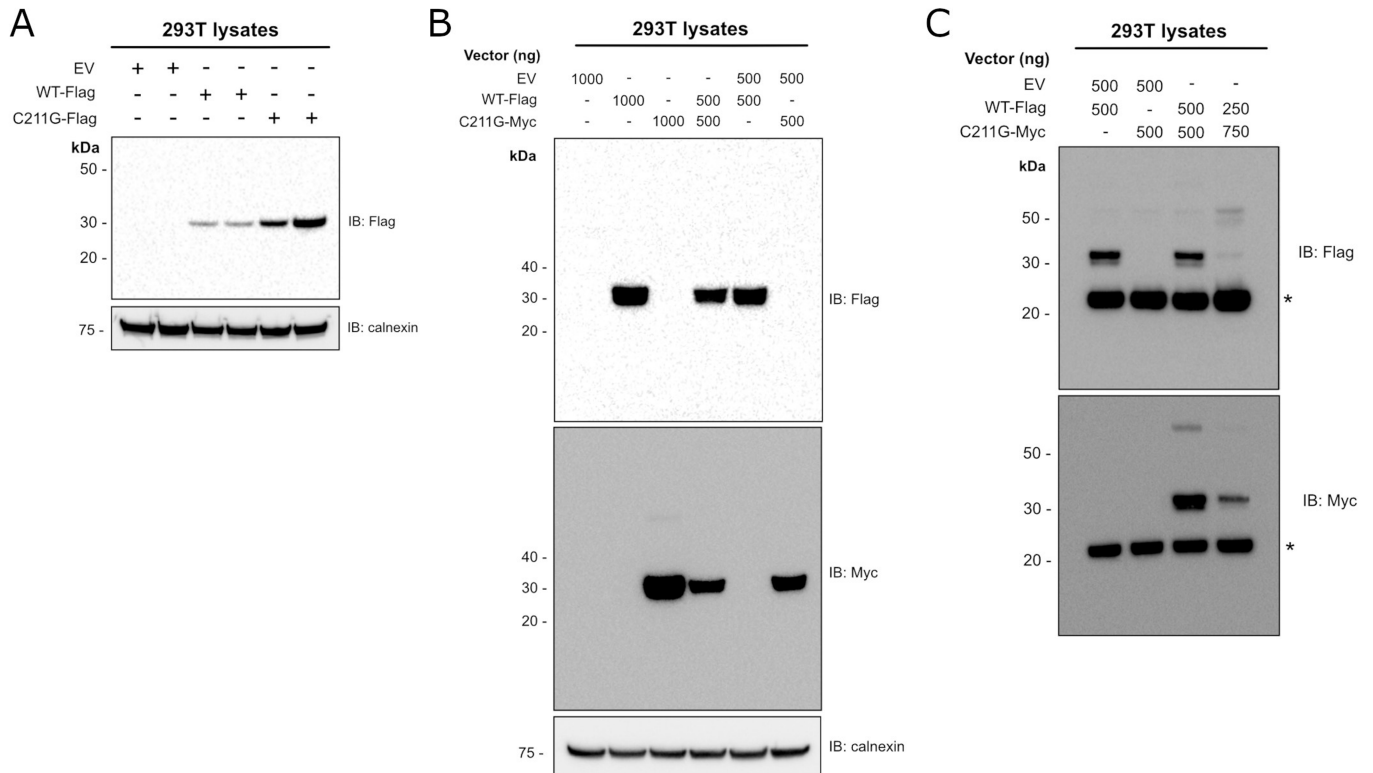 A
293T lysates
EV + + - - - -
WT-Flag - - + + - -
C211G-Flag - - - - + +
kDa
50 -
30 -
20 -
IB: Flag
75 -
IB: calnexin
B
293T lysates
Vector (ng)
EV 1000 - - - 500 500
WT-Flag - 1000 - 500 500 -
C211G-Myc - - 1000 500 - 500
kDa
40 -
30 -
20 -
IB: Flag
40 -
30 -
20 -
IB: Myc
75 -
IB: calnexin
C
293T lysates
Vector (ng)
EV 500 500 - -
WT-Flag 500 - 500 250
C211G-Myc - 500 500 750
kDa
50 -
30 -
20 -
IB: Flag
*
50 -
30 -
20 -
IB: Myc
*